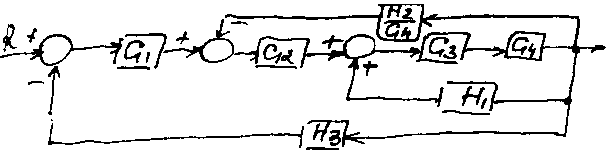 H2
G4
R + G1 + - G2 + G3 G4
- + H1
H3